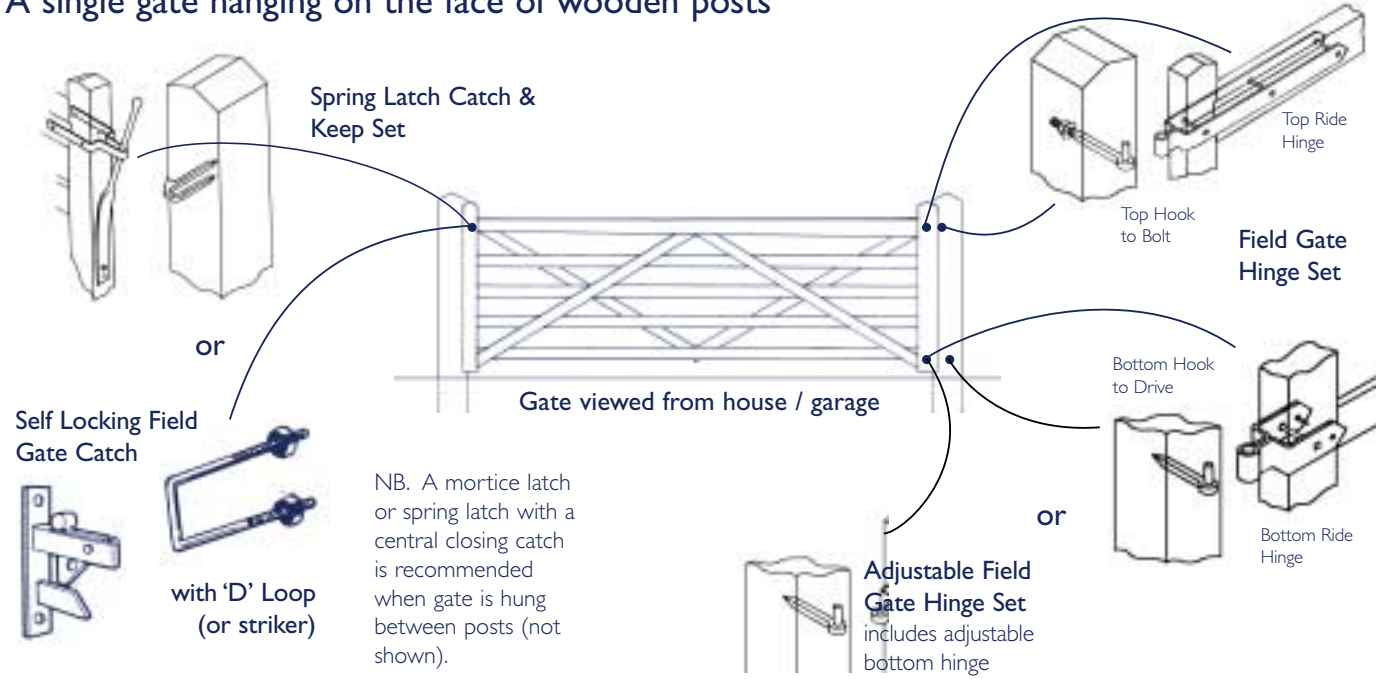 A single gate hanging on the face of wooden posts
Spring Latch Catch &
Keep Set
or
Self Locking Field
Gate Catch
with ‘D’ Loop
(or striker)
NB. A mortice latch
or spring latch with a
central closing catch
is recommended
when gate is hung
between posts (not
shown).
Gate viewed from house / garage
Top Ride
Hinge
Top Hook
to Bolt
Field Gate
Hinge Set
Bottom Hook
to Drive
Bottom Ride
Hinge
or
Adjustable Field
Gate Hinge Set
includes adjustable
bottom hinge